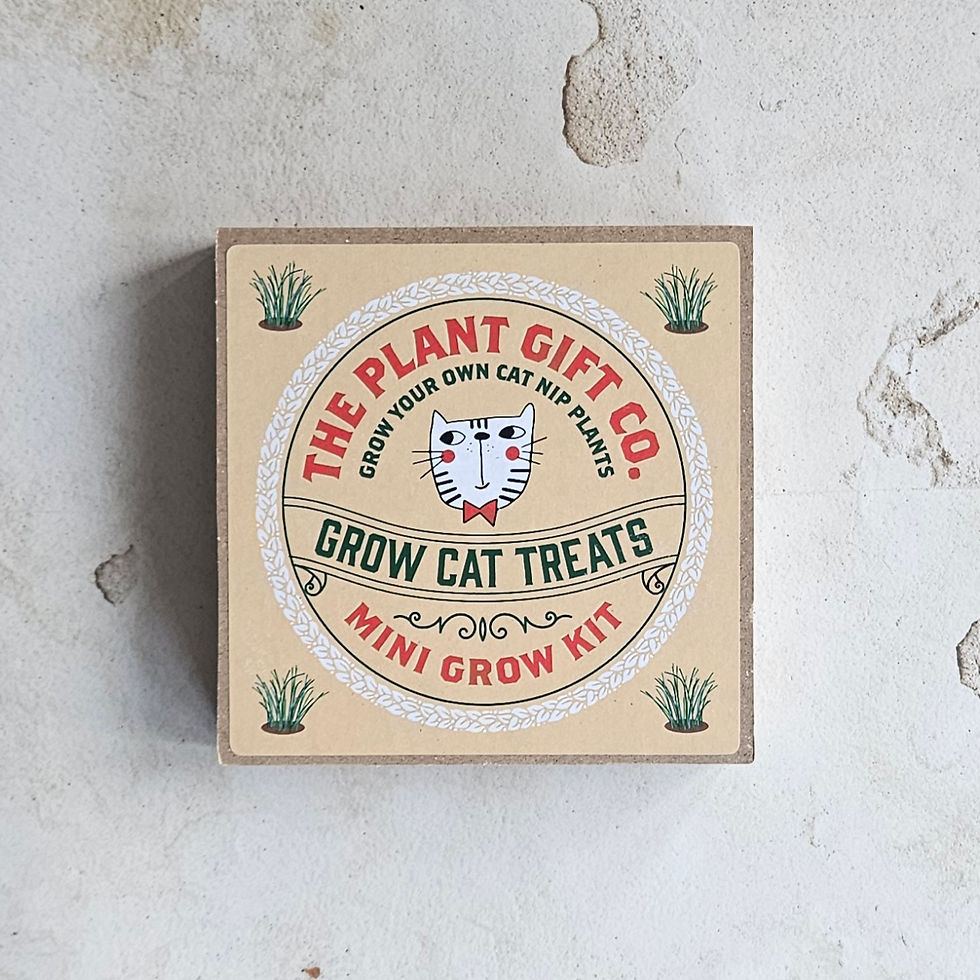 THE PLANT GIFT CO.
GROW YOUR OWN CAT NIP PLANTS
GROW CAT TREATS
MINI GROW KIT